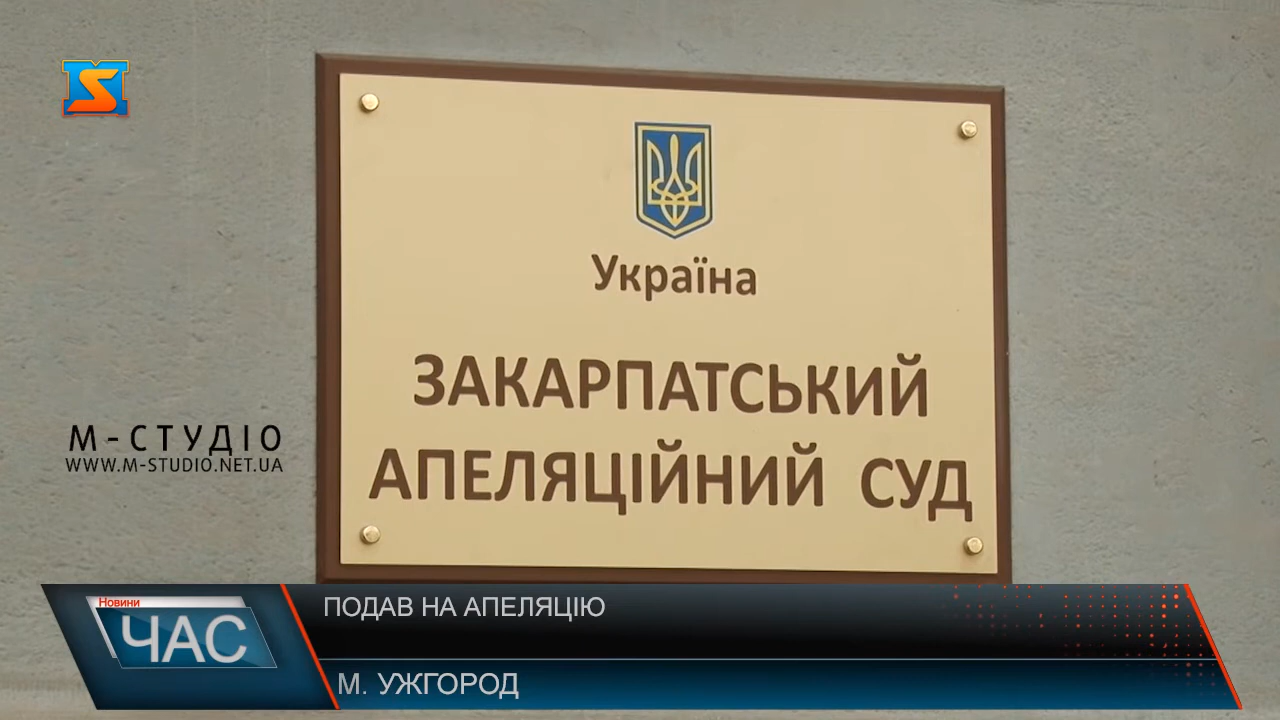 Україна
ЗАКАРПАТСЬКИЙ
АПЕЛЯЦІЙНИЙ СУД
М-СТУДІО
WWW.M-STUDIO.NET.UA
Новини
ЧАС
ПОДАВ НА АПЕЛЯЦІЮ
М. УЖГОРОД